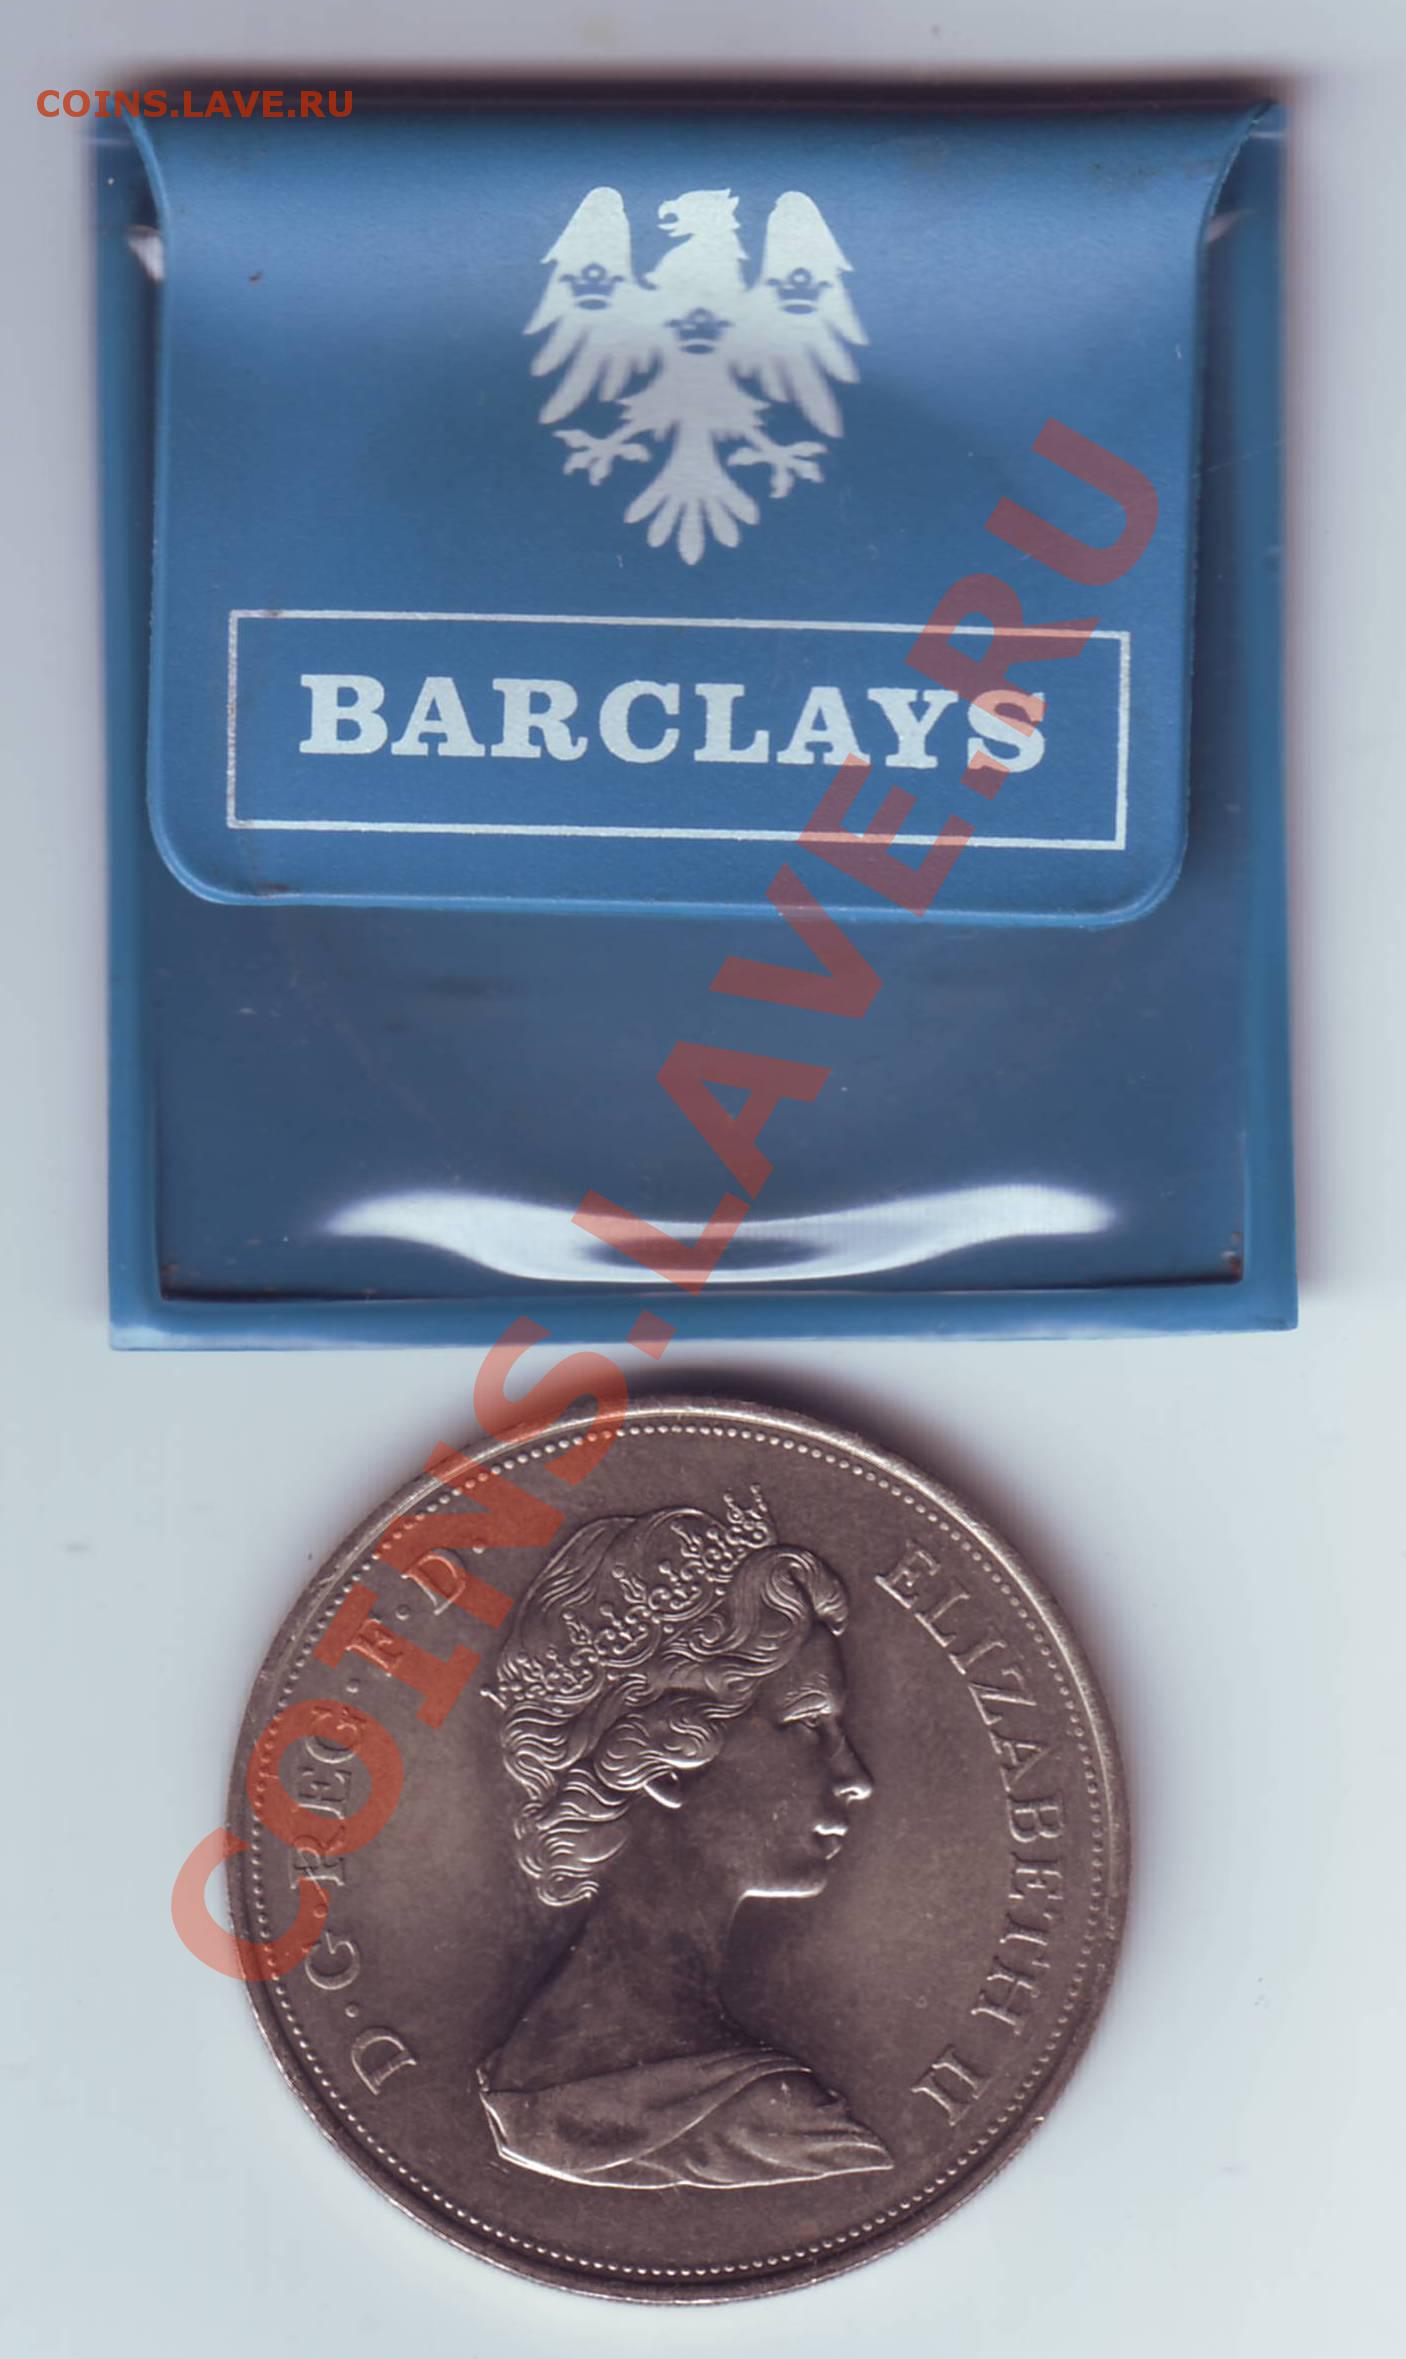 COINS.LAVE.RU
BARCLAYS
COINS.LAVE.RU
D·G·REG·F·D·
ELIZABETH II